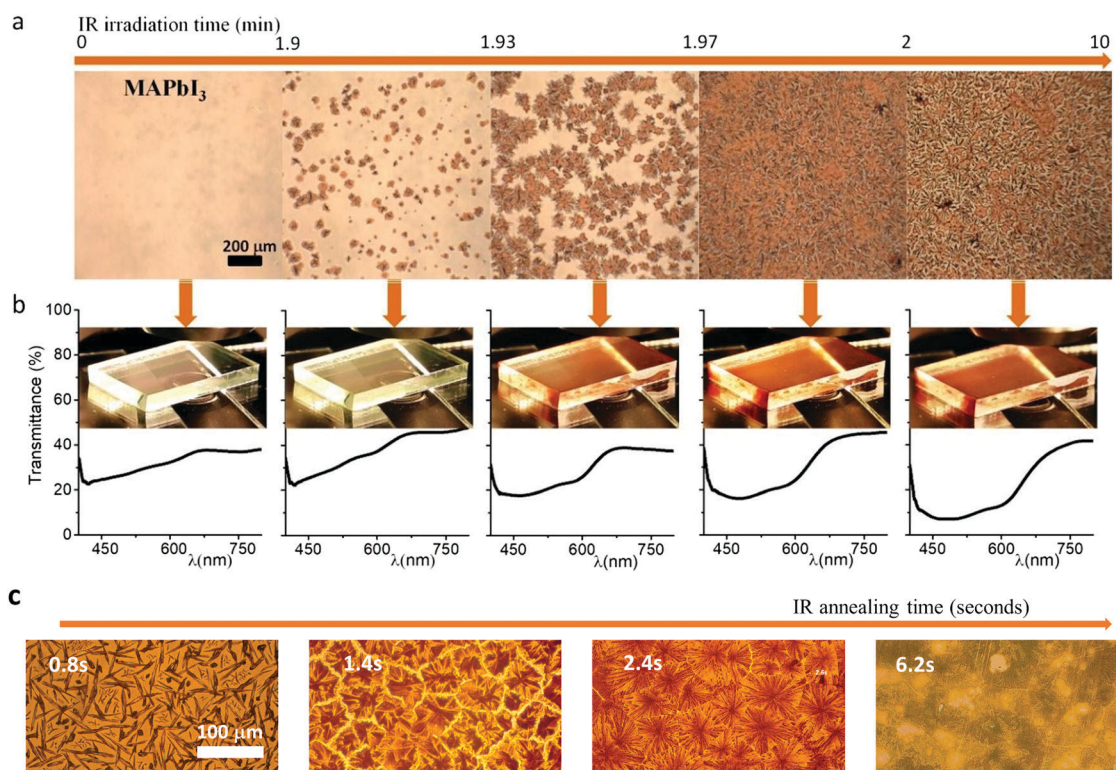 a
IR irradiation time (min)
0 1.9 1.93 1.97 2 10
MAPbI₃
200 μm
b
Transmittance (%)
100
80
60
40
20
0
450 600 750 450 600 750 450 600 750 450 600 750 450 600 750
λ(nm) λ(nm) λ(nm) λ(nm) λ(nm)
c
IR annealing time (seconds)
0.8s 1.4s 2.4s 6.2s
2.6s
100 μm